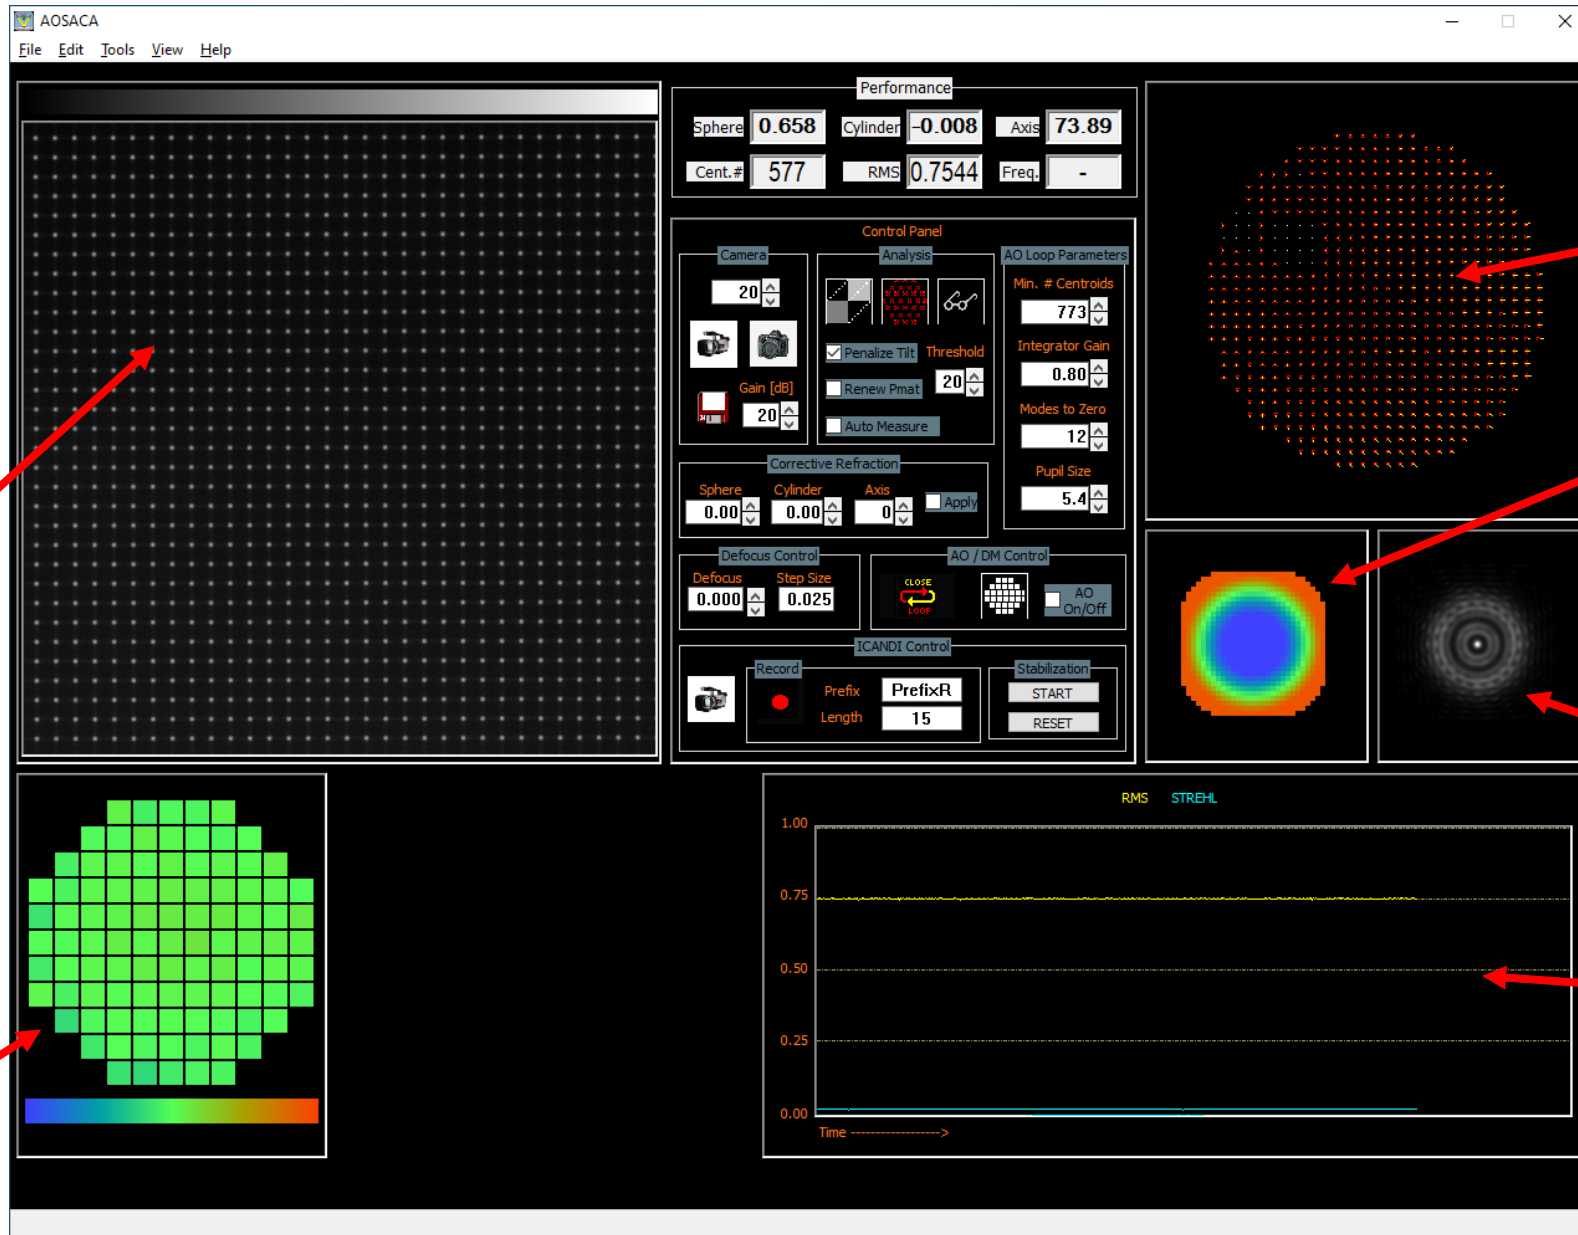 AOSACA
File Edit Tools View Help
Performance
Sphere 0.658 Cylinder -0.008 Axis 73.89
Cent.# 577 RMS 0.7544 Freq. -
Control Panel
Camera
20
Gain [dB]
20
Analysis
Penalize Tilt Threshold
20
Renew Pmat
Auto Measure
AO Loop Parameters
Min. # Centroids
773
Integrator Gain
0.80
Modes to Zero
12
Pupil Size
5.4
Corrective Refraction
Sphere Cylinder Axis
0.00 0.00 0 Apply
Defocus Control
Defocus Step Size
0.000 0.025
AO / DM Control
CLOSE
LOOP
AO
On/Off
ICANDI Control
Record
Prefix PrefixR
Length 15
Stabilization
START
RESET
RMS STREHL
1.00
0.75
0.50
0.25
0.00
Time ------------------>